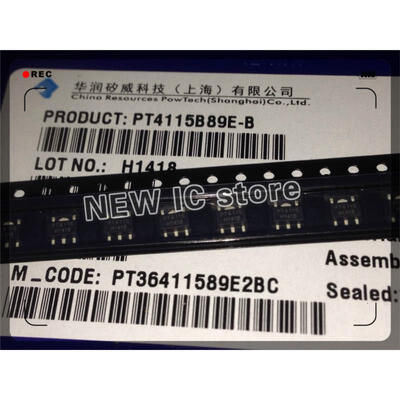 REC
华润矽威科技（上海）有限公司
China Resources PowTech(Shanghai)Co.,Ltd.
PRODUCT: PT4115B89E-B
LOT NO.: H1418
NEW IC store
Assemb
M_CODE: PT36411589E2BC
Sealed: